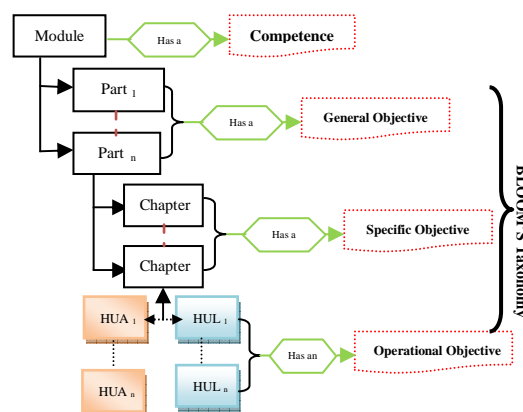 Module
Has a
Competence
Part 1
Has a
General Objective
Part n
Chapter
Has a
Specific Objective
Chapter
HUA 1
HUL 1
Has an
Operational Objective
HUA n
HUL n
BLOOM'S Taxonomy